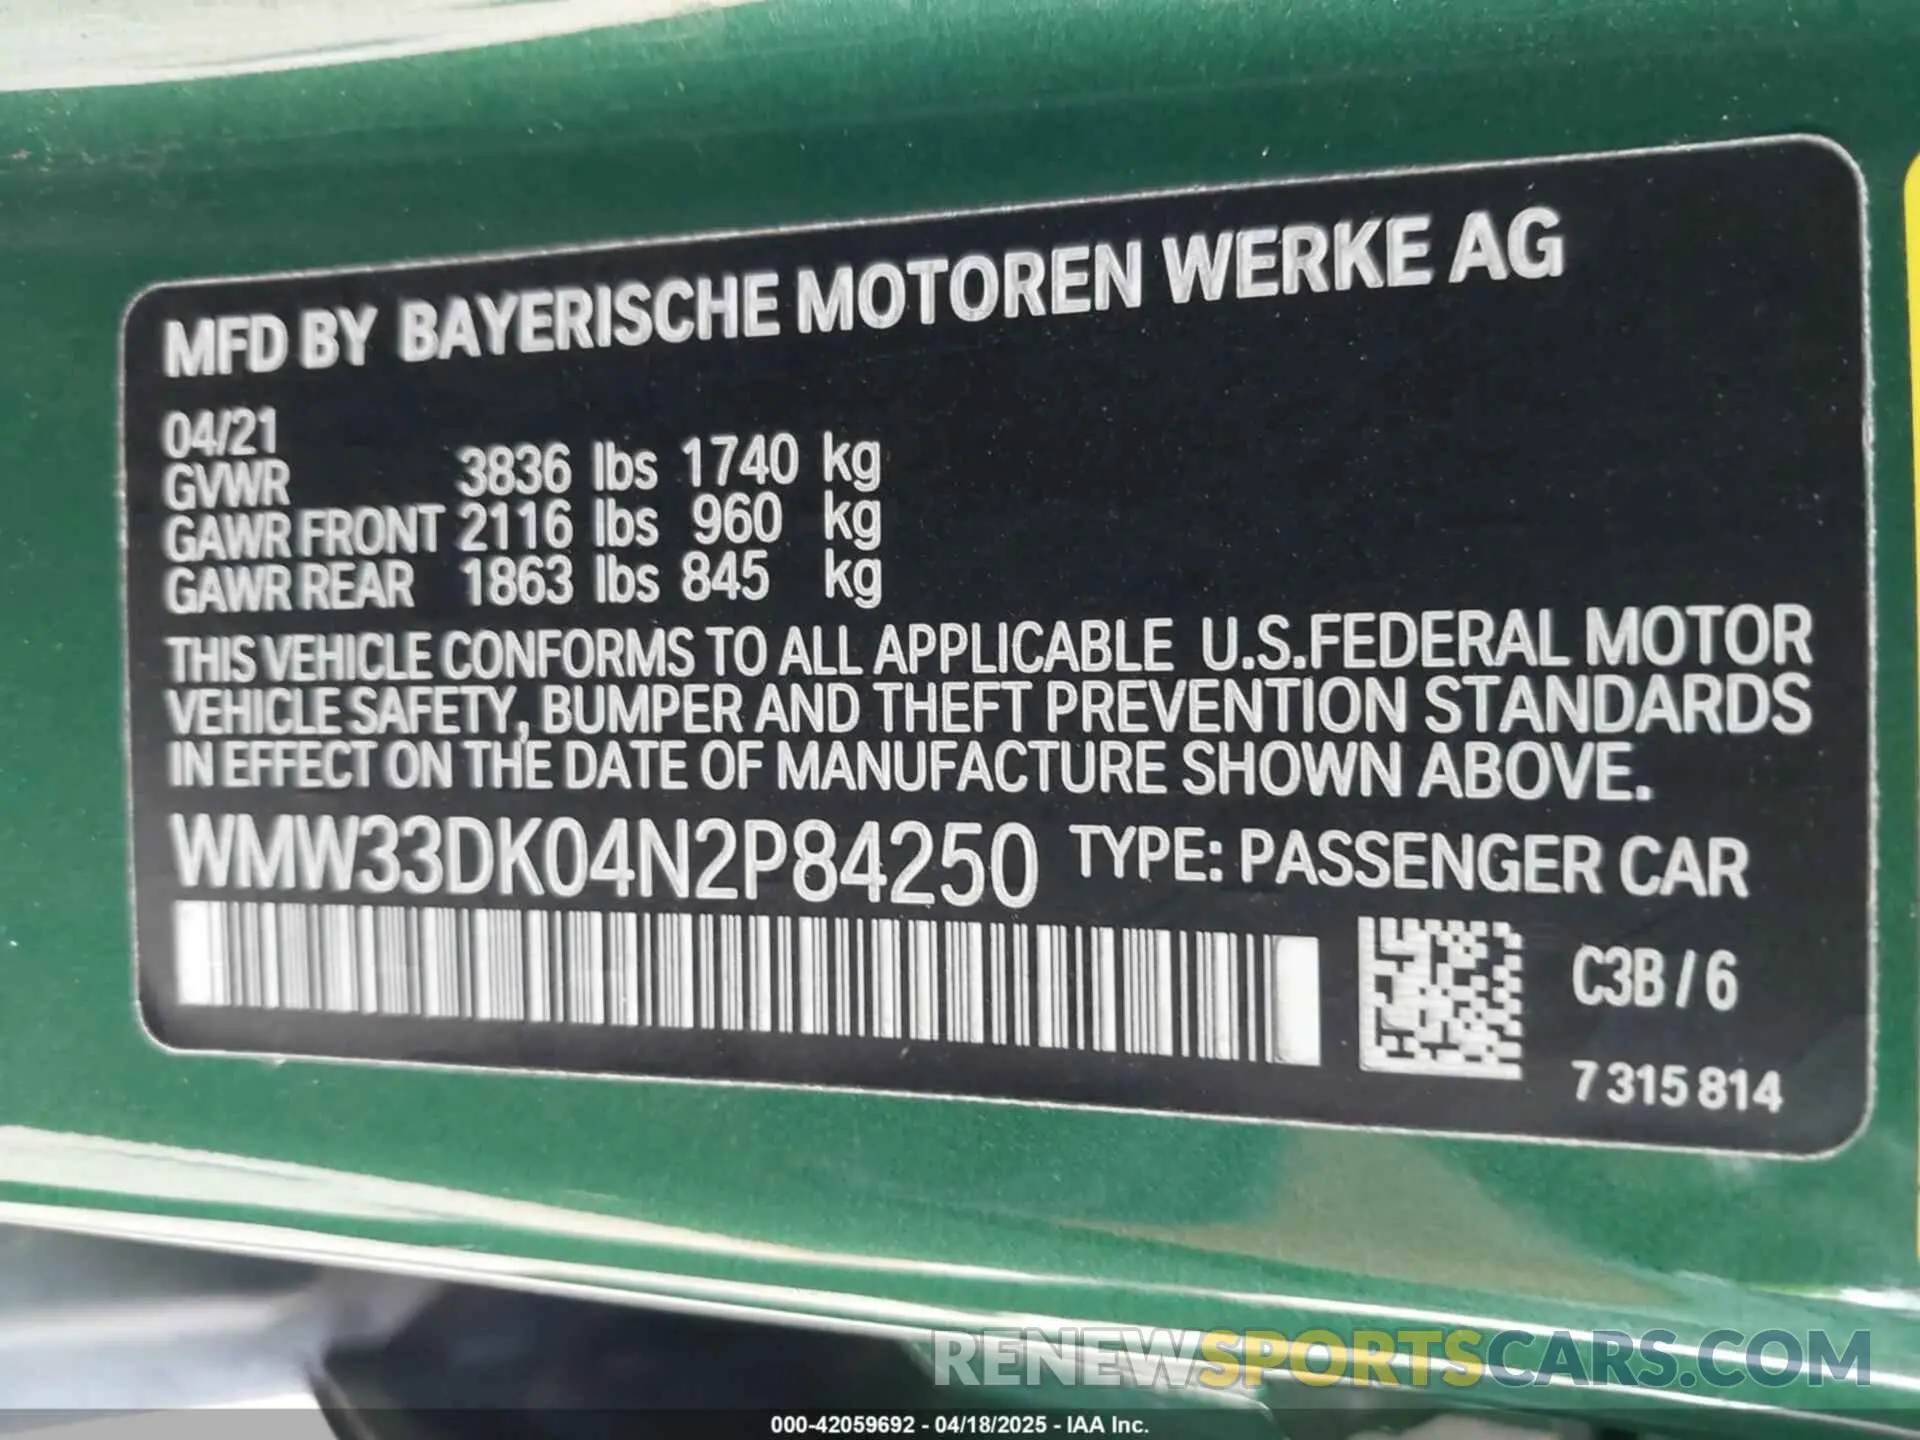 MFD BY BAYERISCHE MOTOREN WERKE AG
04/21
GVWR 3836 lbs 1740 kg
GAWR FRONT 2116 lbs 960 kg
GAWR REAR 1863 lbs 845 kg
THIS VEHICLE CONFORMS TO ALL APPLICABLE U.S.FEDERAL MOTOR
VEHICLE SAFETY, BUMPER AND THEFT PREVENTION STANDARDS
IN EFFECT ON THE DATE OF MANUFACTURE SHOWN ABOVE.
WMW33DK04N2P84250 TYPE: PASSENGER CAR
C3B / 6
7 315 814
RENEWSPORTSCARS.COM
000-42059692 - 04/18/2025 - IAA Inc.